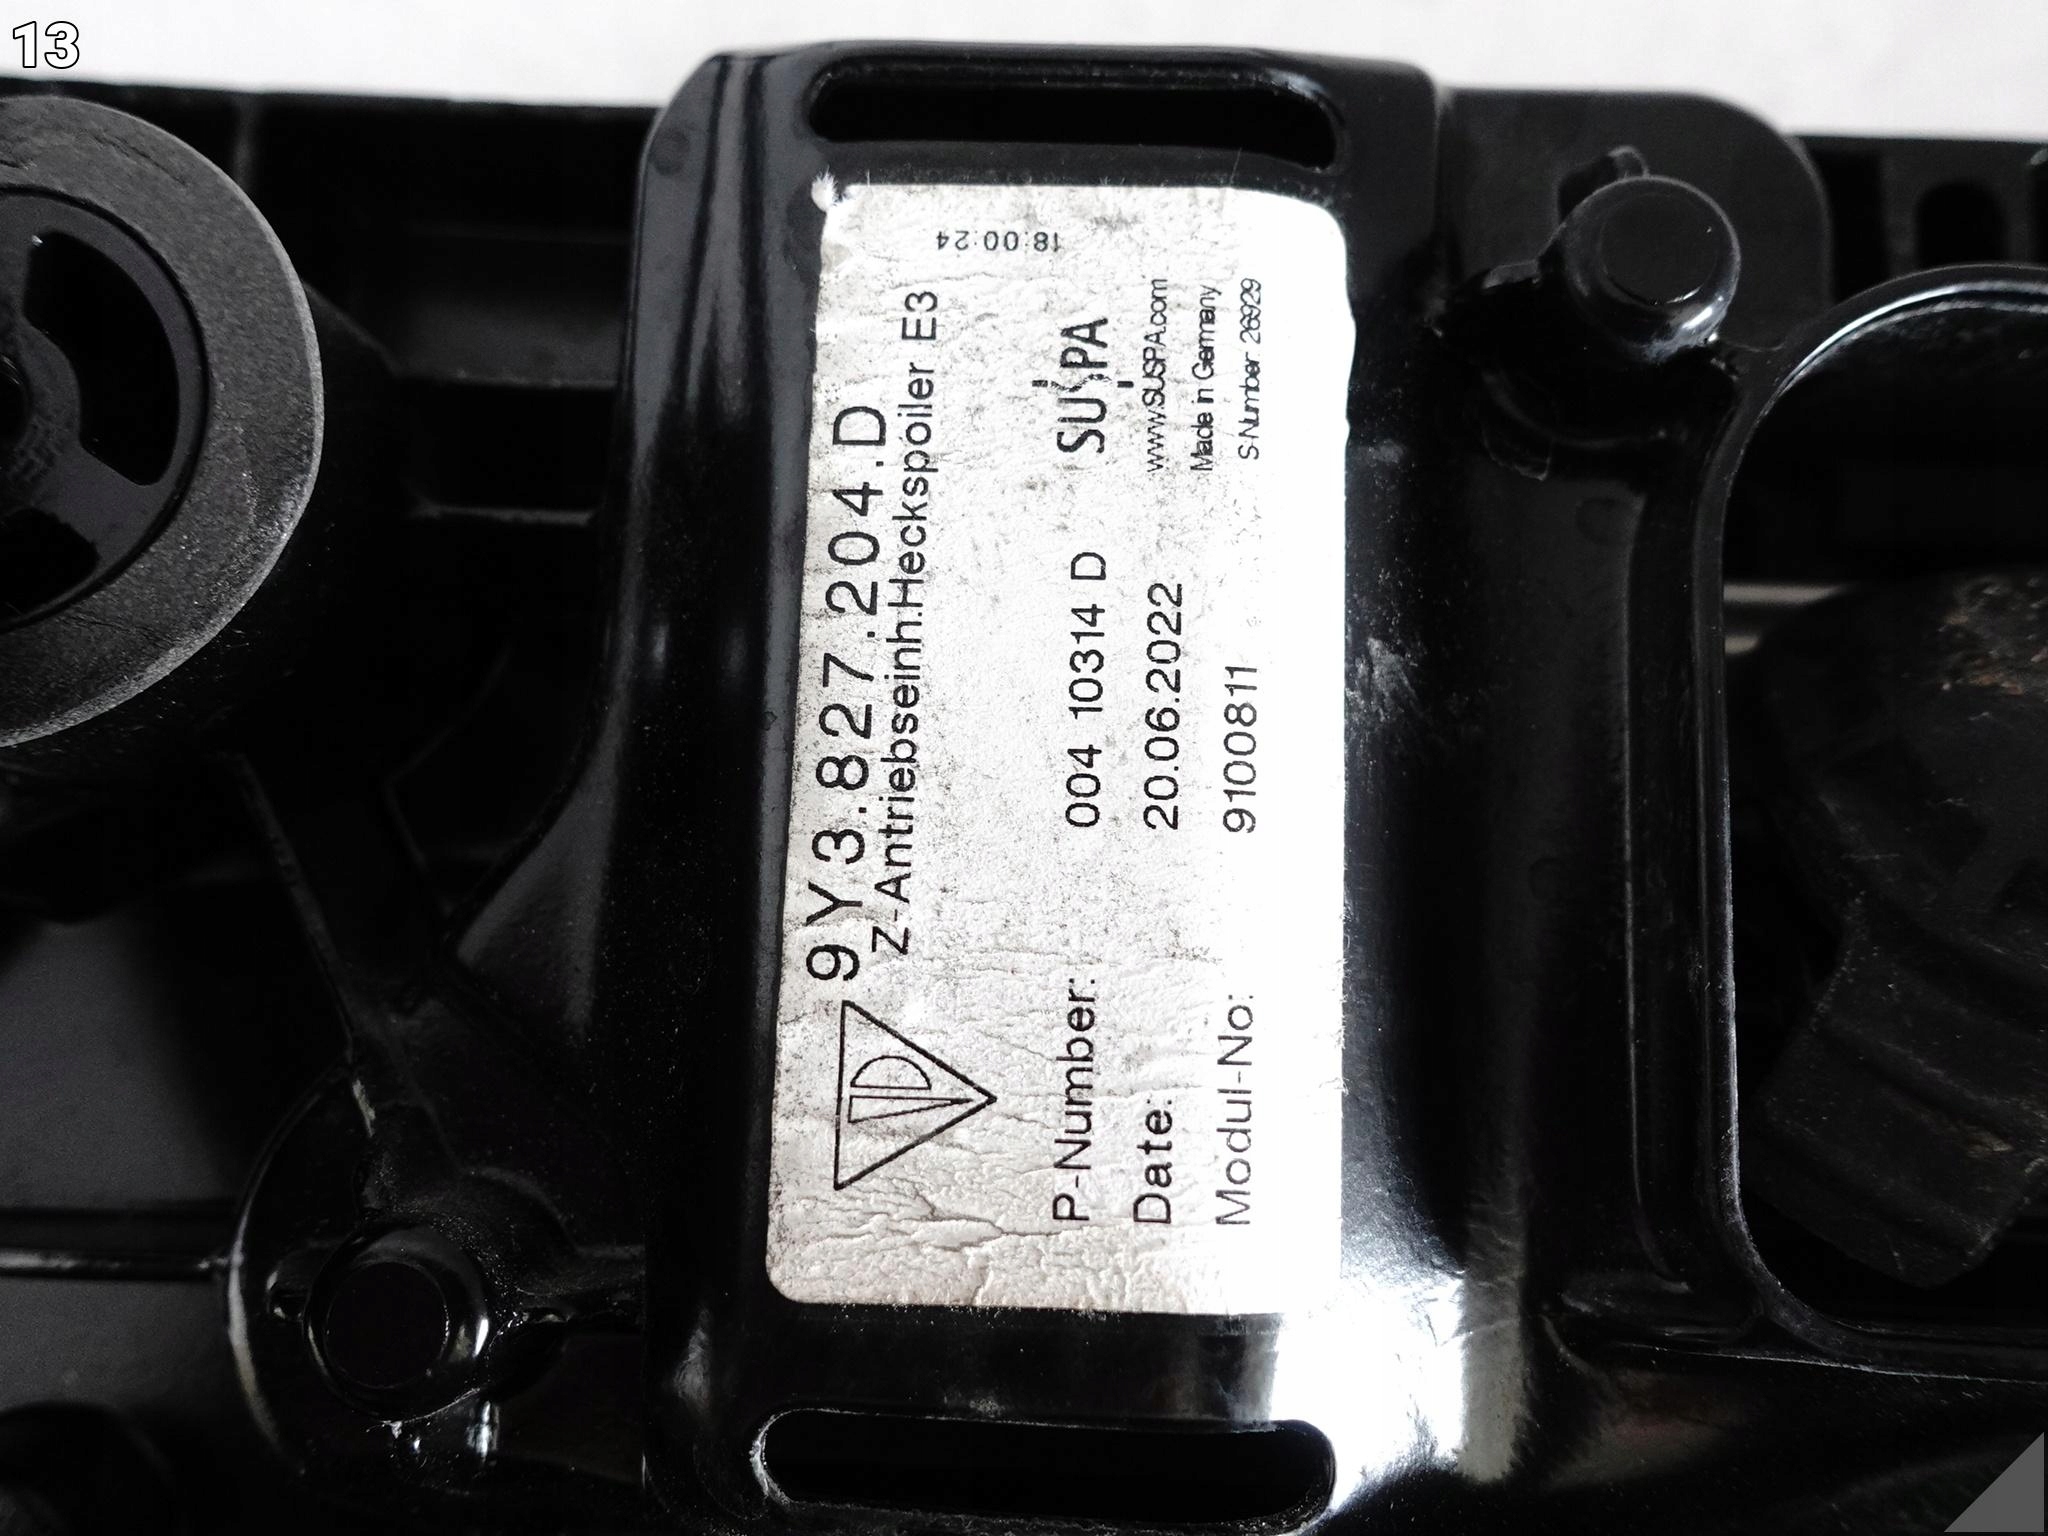 13
9Y3.827.204.D
Z-Antriebseinh.Heckspoiler E3
18:00:24
P-Number: 004 10314 D
SUSPA
Date: 20.06.2022
www.SUSPA.com
Made in Germany
Modul-No: 9100811
S-Number: 26929